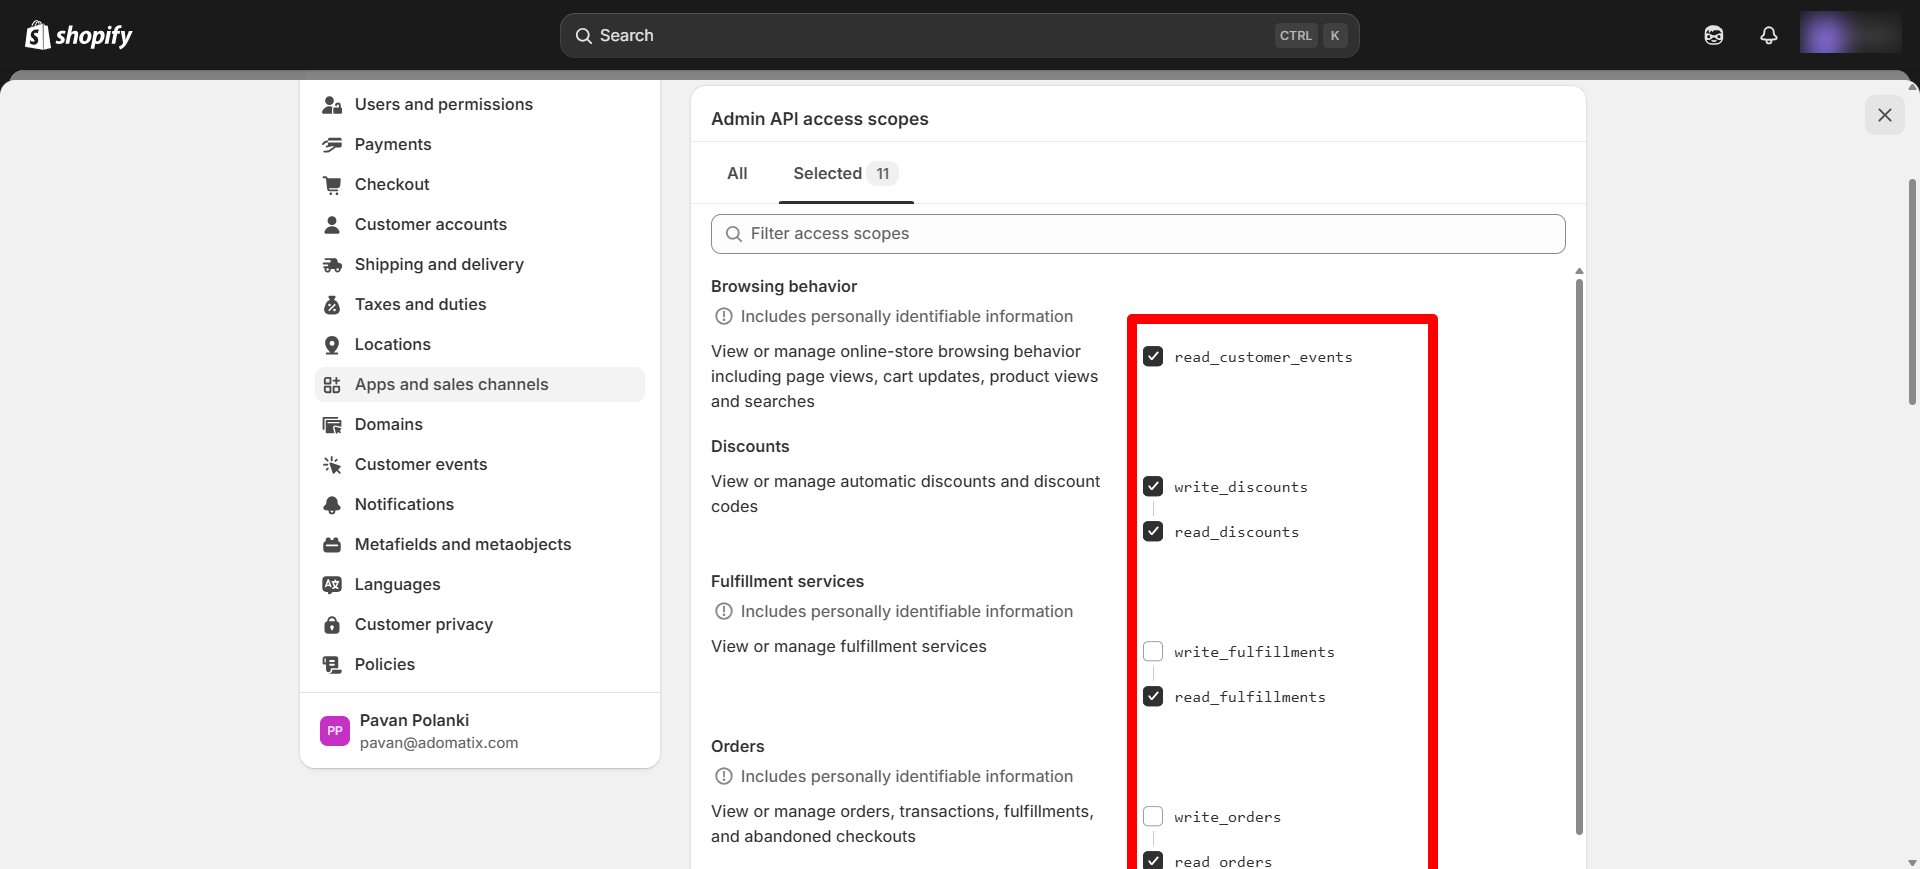 shopify
Search
CTRL K
Users and permissions
Payments
Checkout
Customer accounts
Shipping and delivery
Taxes and duties
Locations
Apps and sales channels
Domains
Customer events
Notifications
Metafields and metaobjects
Languages
Customer privacy
Policies
PP
Pavan Polanki
pavan@adomatix.com
Admin API access scopes
All
Selected 11
Filter access scopes
Browsing behavior
Includes personally identifiable information
View or manage online-store browsing behavior
including page views, cart updates, product views
and searches
read_customer_events
Discounts
View or manage automatic discounts and discount
codes
write_discounts
read_discounts
Fulfillment services
Includes personally identifiable information
View or manage fulfillment services
write_fulfillments
read_fulfillments
Orders
Includes personally identifiable information
View or manage orders, transactions, fulfillments,
and abandoned checkouts
write_orders
read_orders